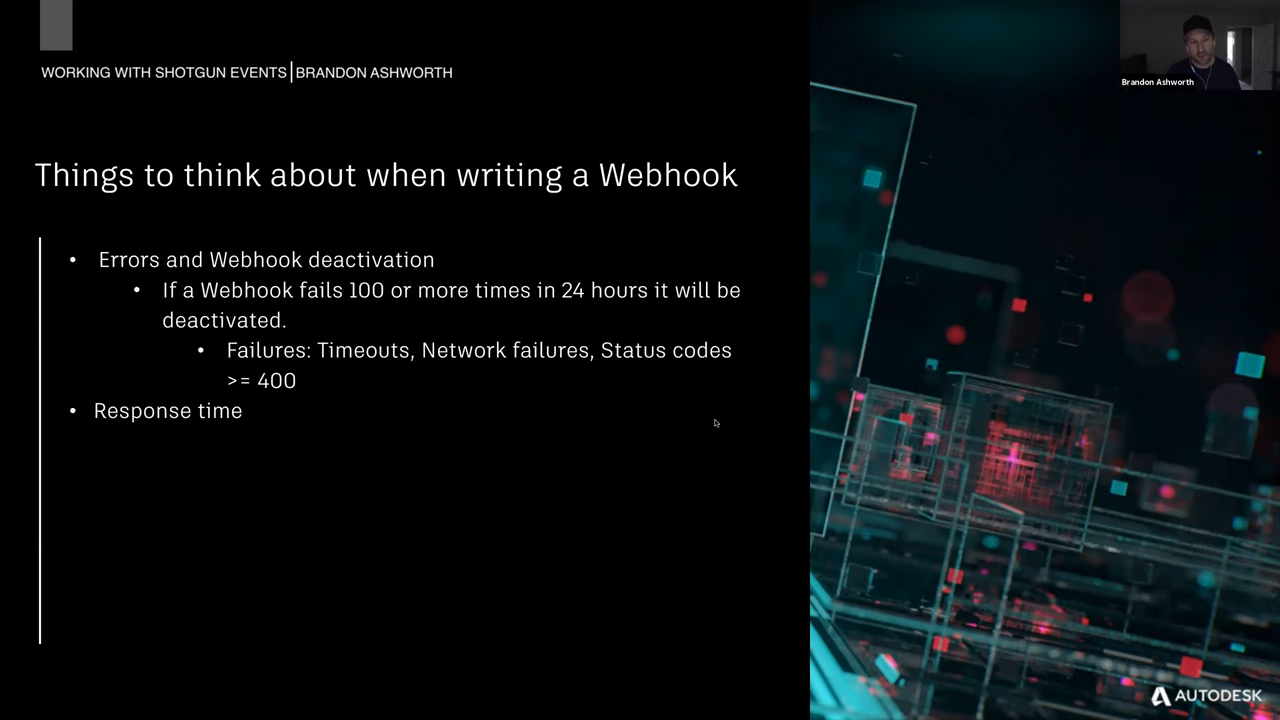 WORKING WITH SHOTGUN EVENTS|BRANDON ASHWORTH
Brandon Ashworth
Things to think about when writing a Webhook
• Errors and Webhook deactivation
• If a Webhook fails 100 or more times in 24 hours it will be
deactivated.
• Failures: Timeouts, Network failures, Status codes
>= 400
• Response time
AUTODESK